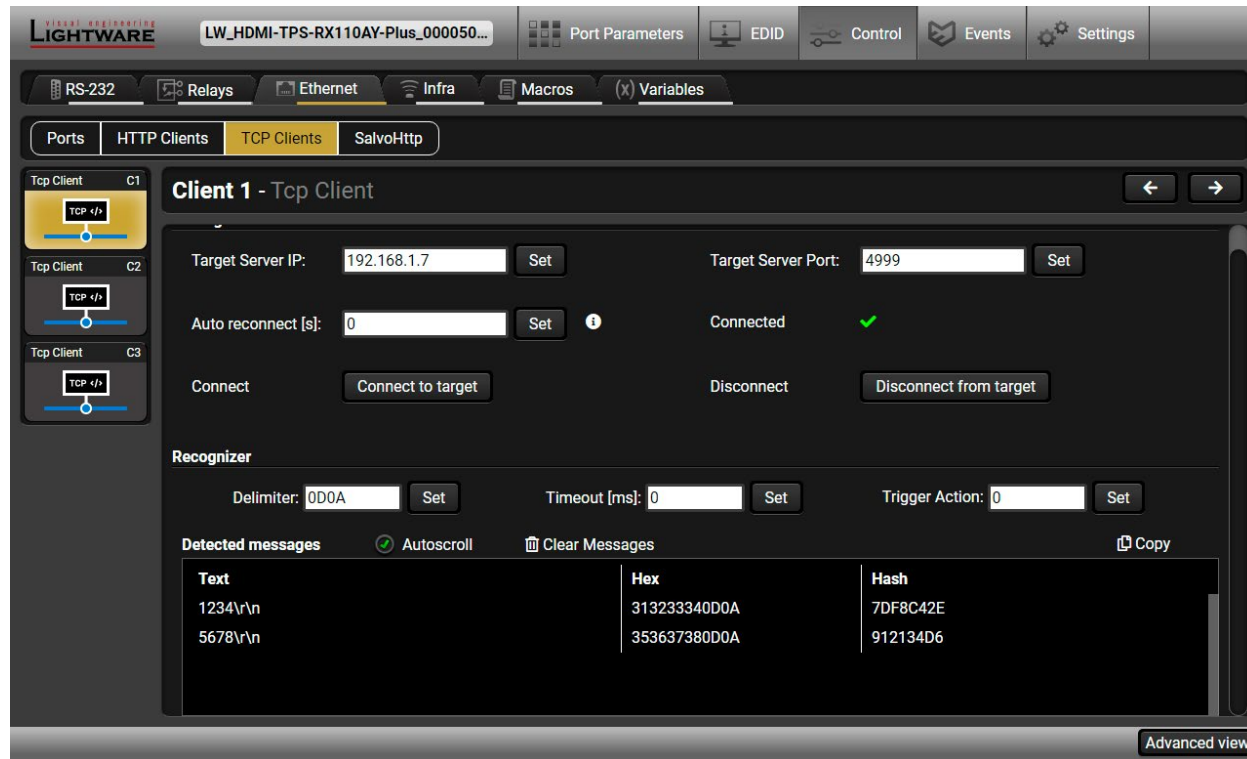 visual engineering
LIGHTWARE
LW_HDMI-TPS-RX110AY-Plus_000050...
Port Parameters
EDID
Control
Events
Settings
RS-232
Relays
Ethernet
Infra
Macros
(x) Variables
Ports
HTTP Clients
TCP Clients
SalvoHttp
Tcp Client C1
TCP </>
Tcp Client C2
TCP </>
Tcp Client C3
TCP </>
Client 1 - Tcp Client
Target Server IP: 192.168.1.7 Set
Target Server Port: 4999 Set
Auto reconnect [s]: 0 Set
Connected
Connect Connect to target
Disconnect Disconnect from target
Recognizer
Delimiter: 0D0A Set
Timeout [ms]: 0 Set
Trigger Action: 0 Set
Detected messages Autoscroll Clear Messages Copy
Text Hex Hash
1234\r\n 313233340D0A 7DF8C42E
5678\r\n 353637380D0A 912134D6
Advanced view